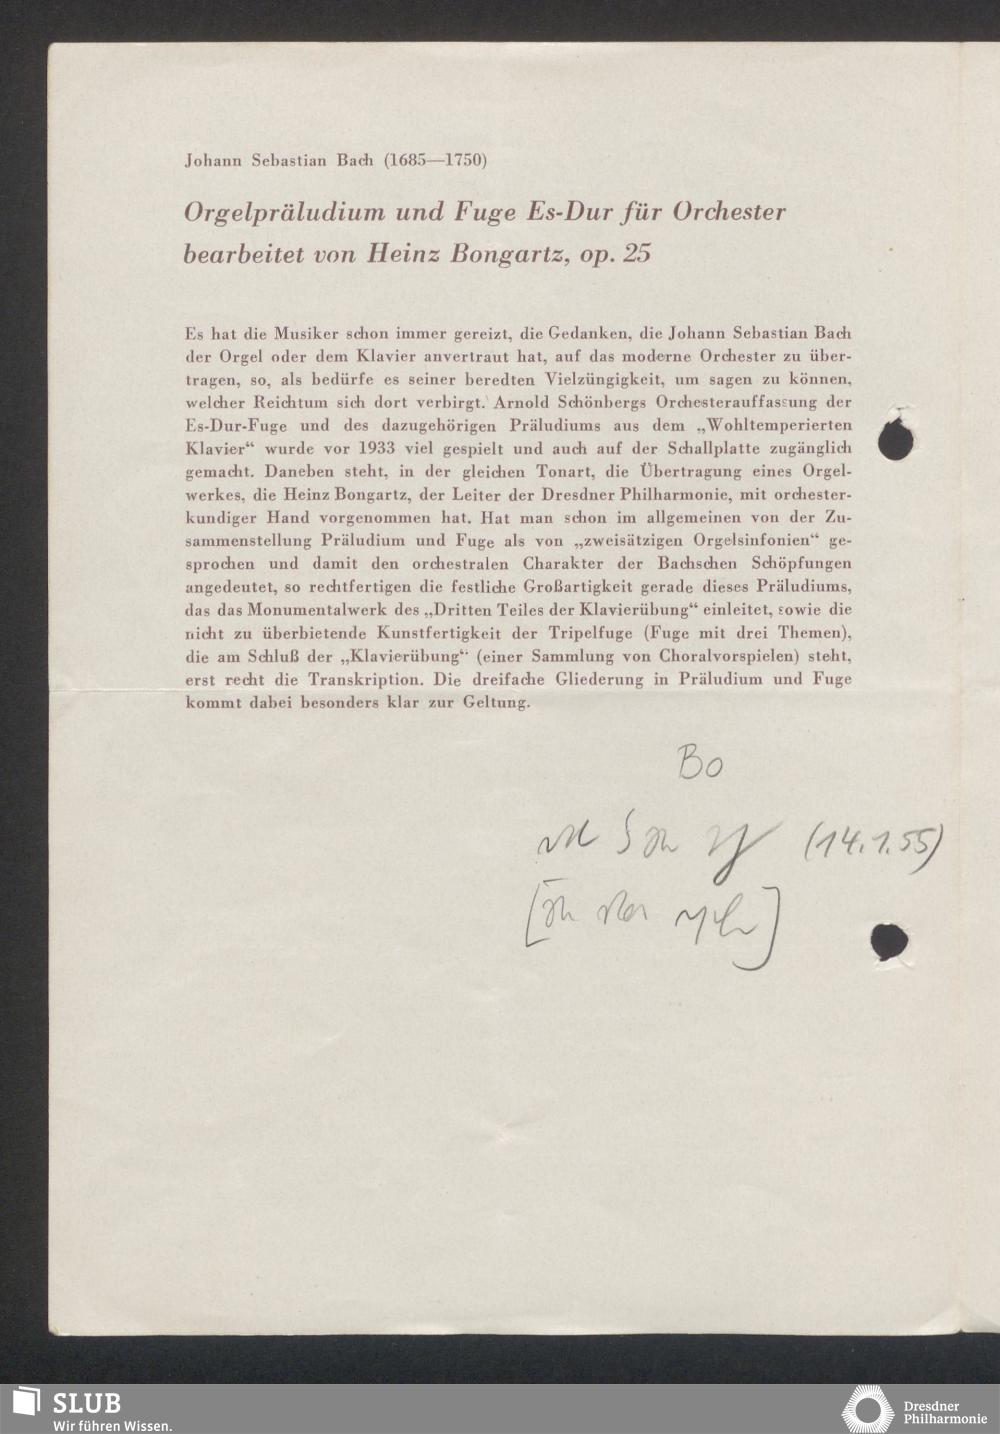 Johann Sebastian Bach (1685—1750)
Orgelpräludium und Fuge Es-Dur für Orchester
bearbeitet von Heinz Bongartz, op. 25
Es hat die Musiker schon immer gereizt, die Gedanken, die Johann Sebastian Bach
der Orgel oder dem Klavier anvertraut hat, auf das moderne Orchester zu über-
tragen, so, als bedürfe es seiner beredten Vielzüngigkeit, um sagen zu können,
welcher Reichtum sich dort verbirgt. Arnold Schönbergs Orchesterauffassung der
Es-Dur-Fuge und des dazugehörigen Präludiums aus dem „Wohltemperierten
Klavier“ wurde vor 1933 viel gespielt und auch auf der Schallplatte zugänglich
gemacht. Daneben steht, in der gleichen Tonart, die Übertragung eines Orgel-
werkes, die Heinz Bongartz, der Leiter der Dresdner Philharmonie, mit orchester-
kundiger Hand vorgenommen hat. Hat man schon im allgemeinen von der Zu-
sammenstellung Präludium und Fuge als von „zweisätzigen Orgelsinfonien“ ge-
sprochen und damit den orchestralen Charakter der Bachschen Schöpfungen
angedeutet, so rechtfertigen die festliche Großartigkeit gerade dieses Präludiums,
das das Monumentalwerk des „Dritten Teiles der Klavierübung“ einleitet, sowie die
nicht zu überbietende Kunstfertigkeit der Tripelfuge (Fuge mit drei Themen),
die am Schluß der „Klavierübung“ (einer Sammlung von Choralvorspielen) steht,
erst recht die Transkription. Die dreifache Gliederung in Präludium und Fuge
kommt dabei besonders klar zur Geltung.
Bo
(14.1.55)
SLUB
Wir führen Wissen.
Dresdner
Philharmonie